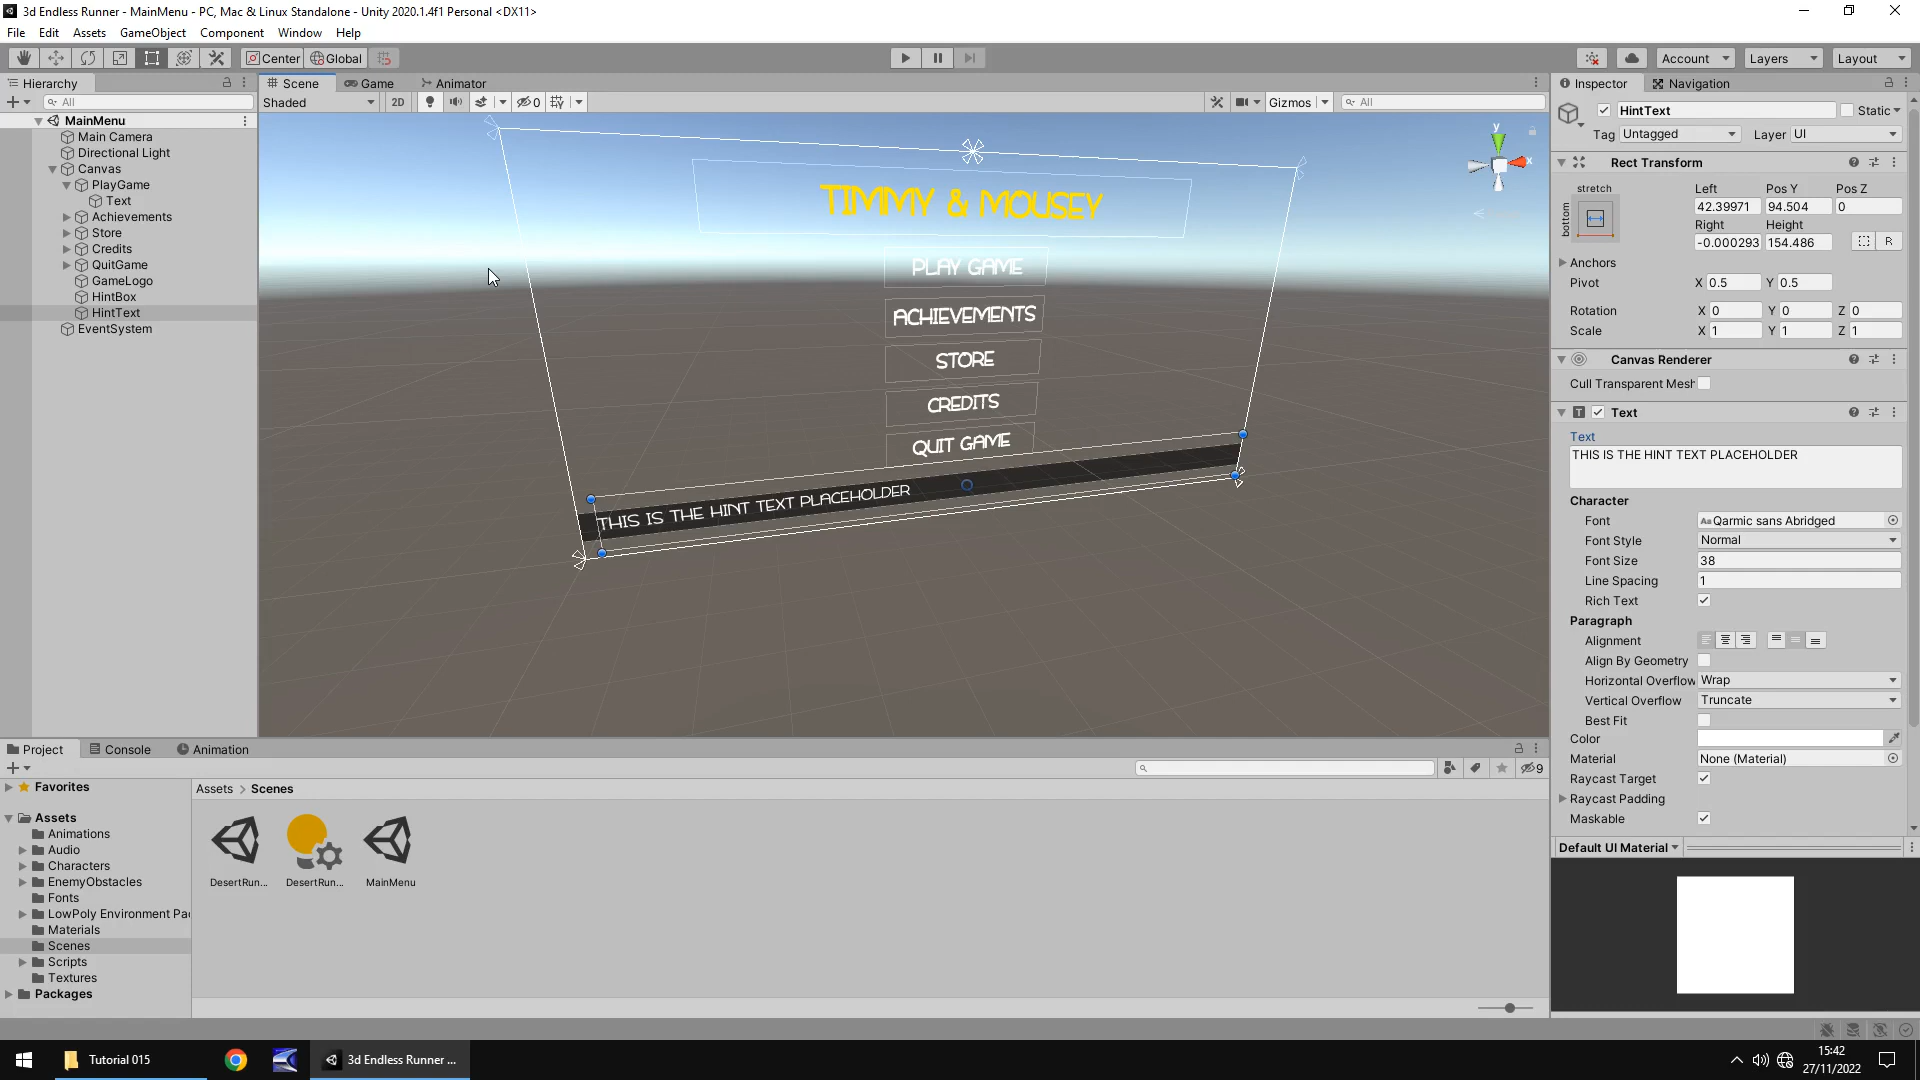 3d Endless Runner - MainMenu - PC, Mac & Linux Standalone - Unity 2020.1.4f1 Personal <DX11>
File Edit Assets GameObject Component Window Help
Center Global Account Layers Layout
Hierarchy
All
MainMenu
Main Camera
Directional Light
Canvas
PlayGame
Text
Achievements
Store
Credits
QuitGame
GameLogo
HintBox
HintText
EventSystem
Scene Game Animator
Shaded 2D 0 Gizmos All
TIMMY & MOUSEY
PLAY GAME
ACHIEVEMENTS
STORE
CREDITS
QUIT GAME
THIS IS THE HINT TEXT PLACEHOLDER
y
x
Inspector Navigation
HintText Static
Tag Untagged Layer UI
Rect Transform
stretch Left Pos Y Pos Z
bottom 42.39971 94.504 0
Right Height
-0.000293 154.486 R
Anchors
Pivot X 0.5 Y 0.5
Rotation X 0 Y 0 Z 0
Scale X 1 Y 1 Z 1
Canvas Renderer
Cull Transparent Mesh
Text
Text
THIS IS THE HINT TEXT PLACEHOLDER
Character
Font Qarmic sans Abridged
Font Style Normal
Font Size 38
Line Spacing 1
Rich Text
Paragraph
Alignment
Align By Geometry
Horizontal Overflow Wrap
Vertical Overflow Truncate
Best Fit
Color
Material None (Material)
Raycast Target
Raycast Padding
Maskable
Default UI Material
Project Console Animation
9
Favorites
Assets
Animations
Audio
Characters
EnemyObstacles
Fonts
LowPoly Environment Pac
Materials
Scenes
Scripts
Textures
Packages
Assets > Scenes
DesertRun... DesertRun... MainMenu
Tutorial 015
3d Endless Runner ...
15:42
27/11/2022